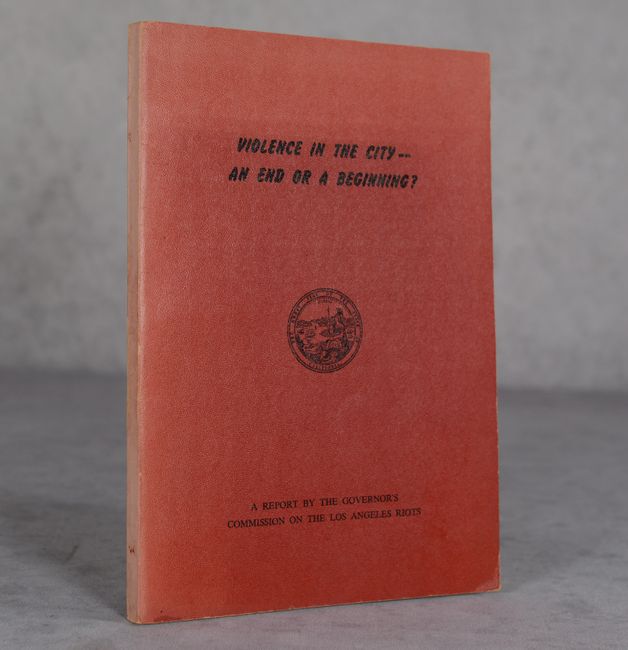 VIOLENCE IN THE CITY—
AN END OR A BEGINNING?
A REPORT BY THE GOVERNOR'S
COMMISSION ON THE LOS ANGELES RIOTS